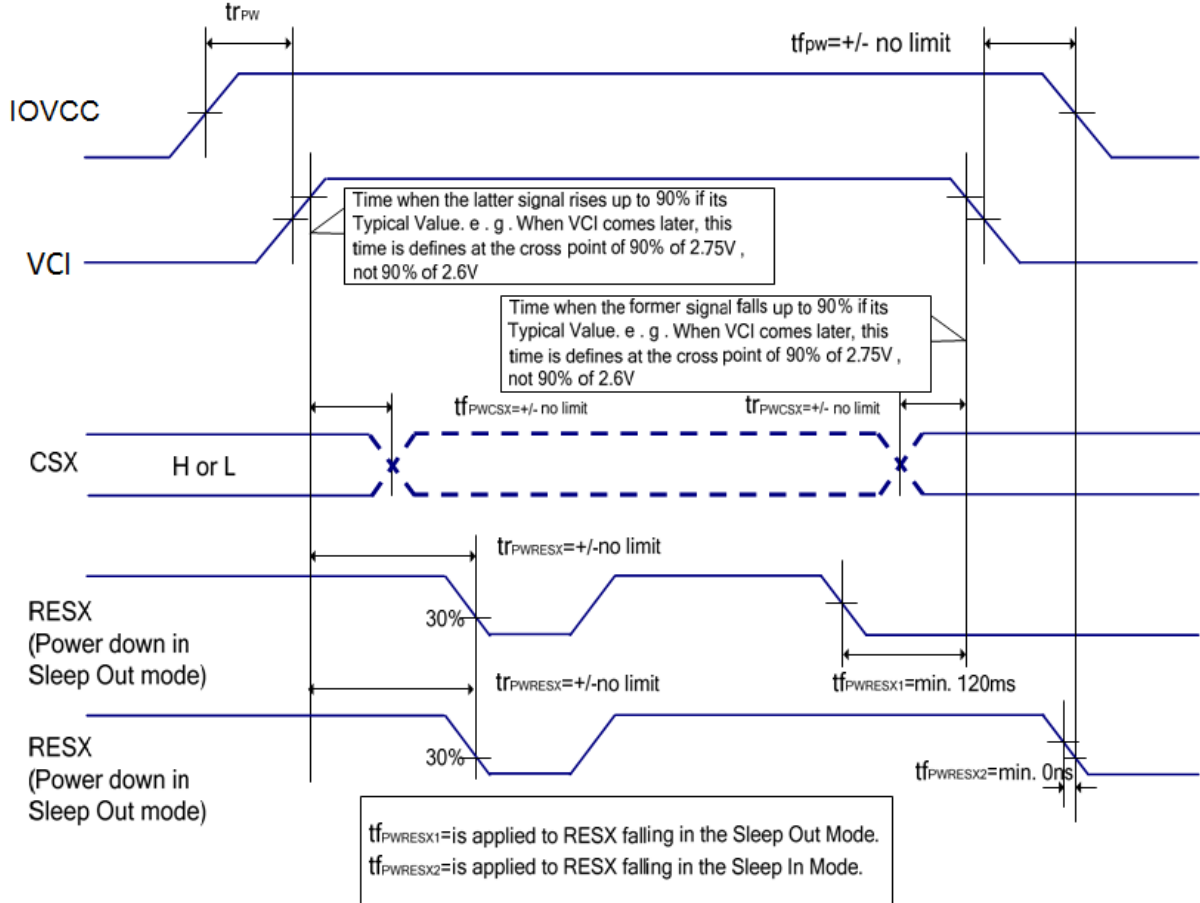 trPW
tfpw=+/- no limit
IOVCC
Time when the latter signal rises up to 90% if its
Typical Value. e . g . When VCI comes later, this
time is defines at the cross point of 90% of 2.75V ,
not 90% of 2.6V
VCI
Time when the former signal falls up to 90% if its
Typical Value. e . g . When VCI comes later, this
time is defines at the cross point of 90% of 2.75V ,
not 90% of 2.6V
tfPWCSX=+/- no limit
trPWCSX=+/- no limit
CSX
H or L
trPWRESX=+/-no limit
RESX
(Power down in
Sleep Out mode)
30%
trPWRESX=+/-no limit
tfPWRESX1=min. 120ms
RESX
(Power down in
Sleep Out mode)
30%
tfPWRESX2=min. 0ns
tfPWRESX1=is applied to RESX falling in the Sleep Out Mode.
tfPWRESX2=is applied to RESX falling in the Sleep In Mode.